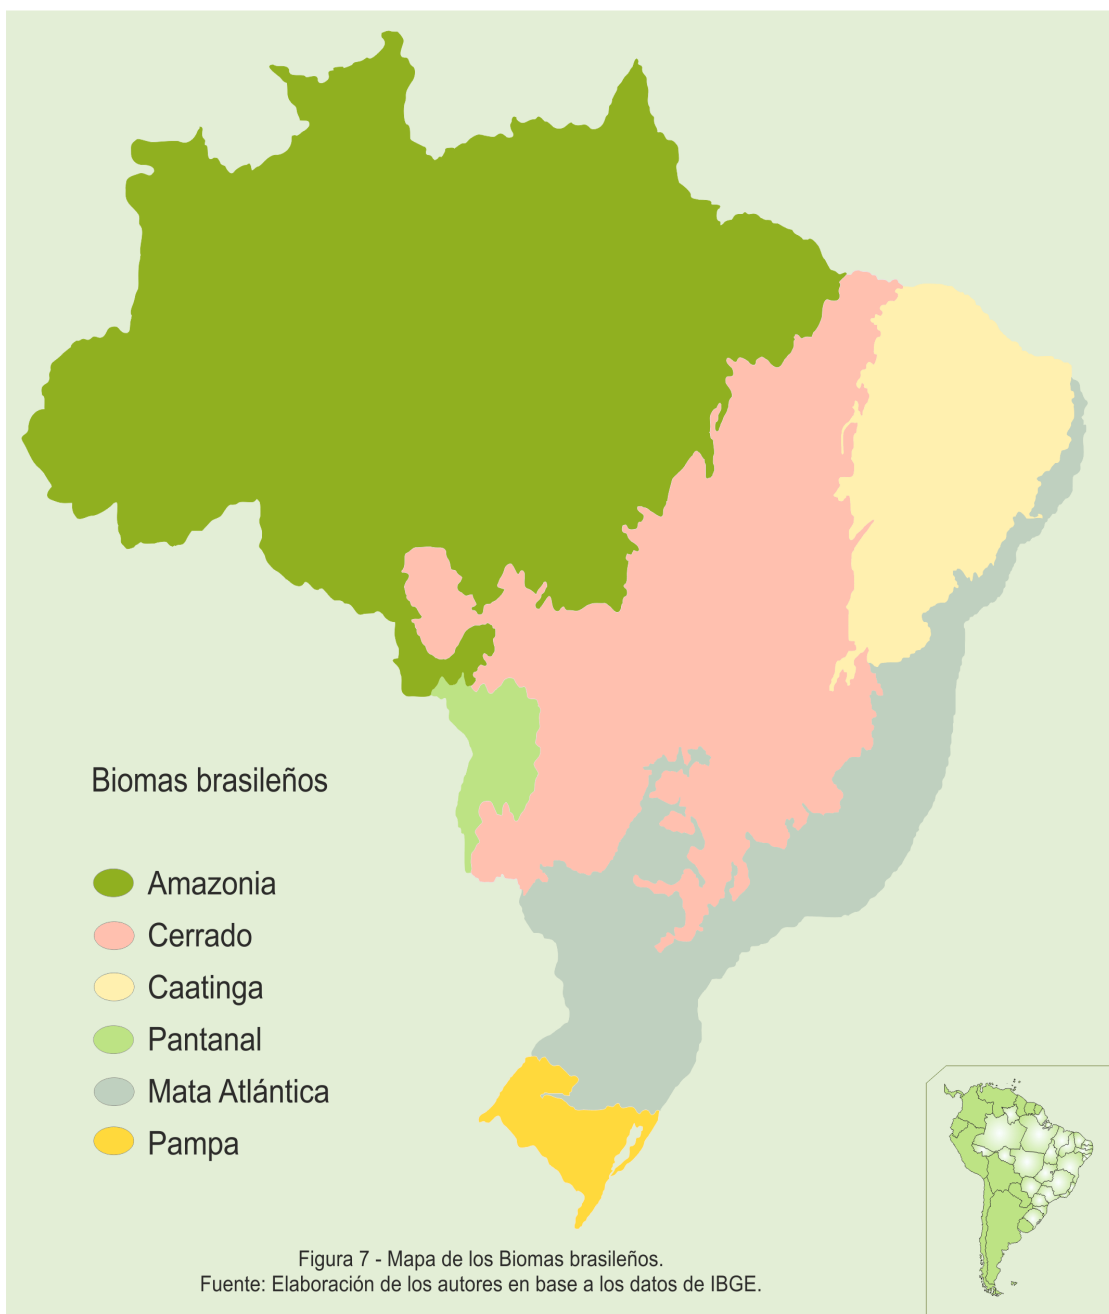 Biomas brasileños
Amazonia
Cerrado
Caatinga
Pantanal
Mata Atlántica
Pampa
Figura 7 - Mapa de los Biomas brasileños.
Fuente: Elaboración de los autores en base a los datos de IBGE.